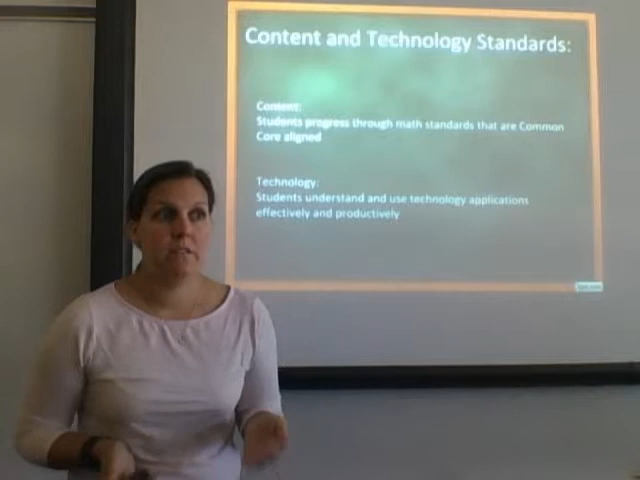 Content and Technology Standards:
Content:
Students progress through math standards that are Common
Core aligned
Technology:
Students understand and use technology applications
effectively and productively